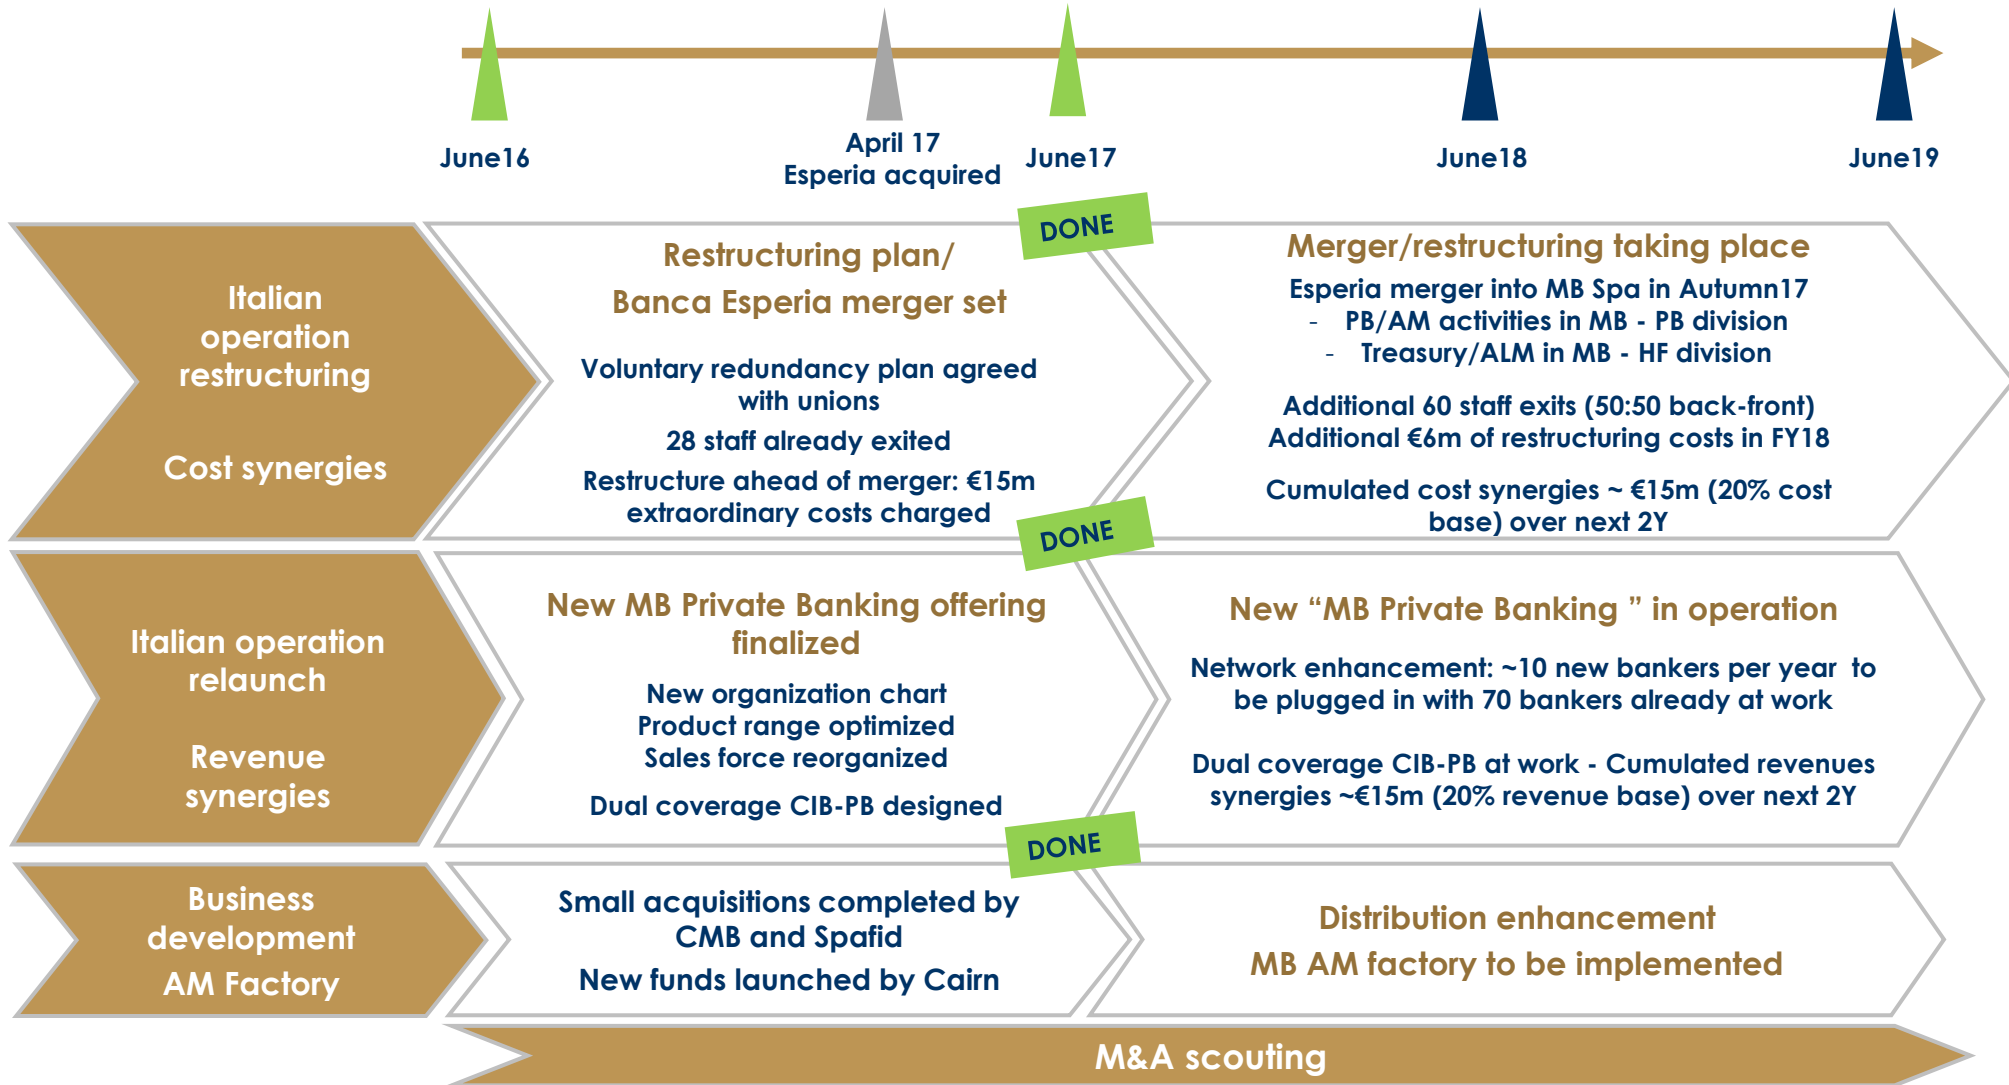 June16
April 17
Esperia acquired
June17
June18
June19
Italian
operation
restructuring
Cost synergies
DONE
Restructuring plan/
Banca Esperia merger set
Voluntary redundancy plan agreed
with unions
28 staff already exited
Restructure ahead of merger: €15m
extraordinary costs charged
Merger/restructuring taking place
Esperia merger into MB Spa in Autumn17
- PB/AM activities in MB - PB division
- Treasury/ALM in MB - HF division
Additional 60 staff exits (50:50 back-front)
Additional €6m of restructuring costs in FY18
Cumulated cost synergies ~ €15m (20% cost
base) over next 2Y
Italian operation
relaunch
Revenue
synergies
DONE
New MB Private Banking offering
finalized
New organization chart
Product range optimized
Sales force reorganized
Dual coverage CIB-PB designed
New “MB Private Banking ” in operation
Network enhancement: ~10 new bankers per year to
be plugged in with 70 bankers already at work
Dual coverage CIB-PB at work - Cumulated revenues
synergies ~€15m (20% revenue base) over next 2Y
Business
development
AM Factory
DONE
Small acquisitions completed by
CMB and Spafid
New funds launched by Cairn
Distribution enhancement
MB AM factory to be implemented
M&A scouting